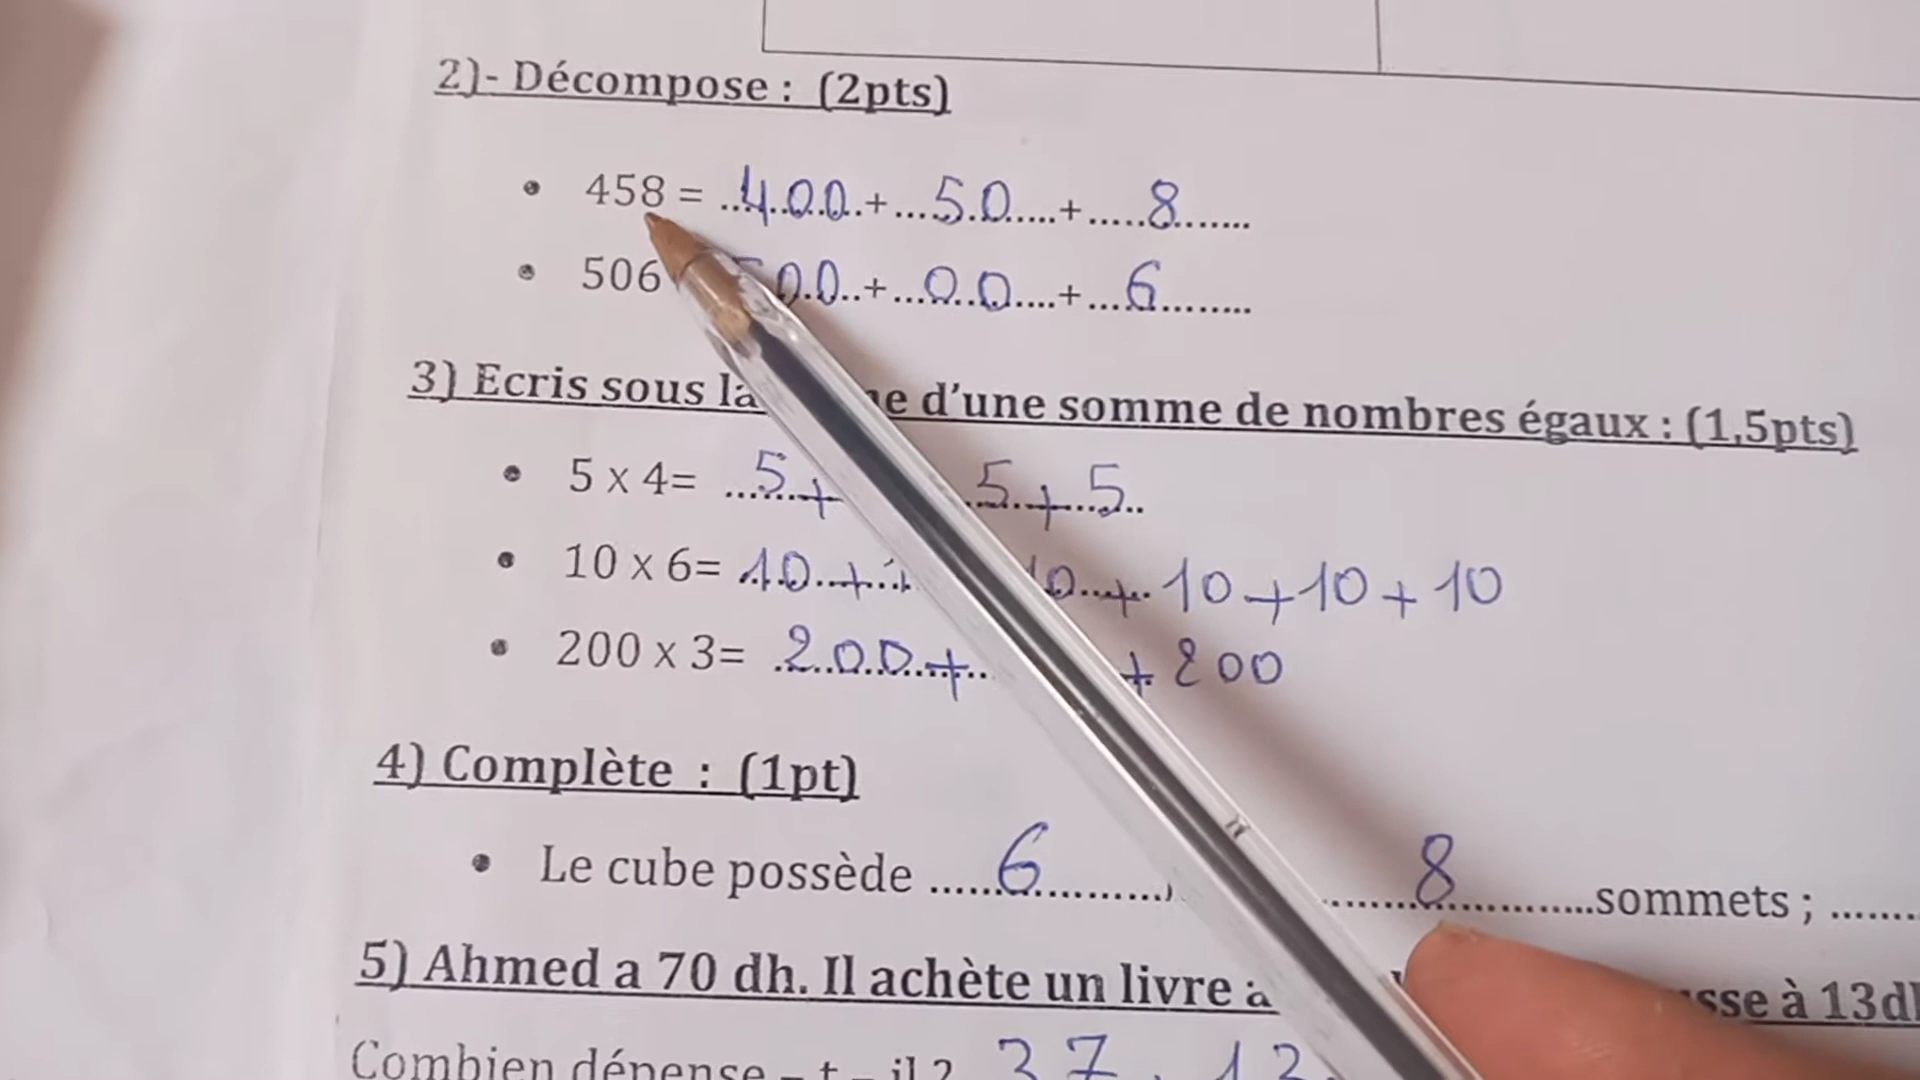 2)- Décompose : (2pts)
• 458 = ..400..+...50....+.....8.......
• 506 00..+...00....+...6........
3) Ecris sous la e d'une somme de nombres égaux : (1,5pts)
• 5 x 4= ...5...+ 5...+...5..
• 10 x 6= 10...+... 10...+.. 10+10+10
• 200 x 3= .200..+.. + 200
4) Complète : (1pt)
• Le cube possède ......6............ .......8............sommets ; .......
5) Ahmed a 70 dh. Il achète un livre à sse à 13d
Combien dépense – t – il ? 37